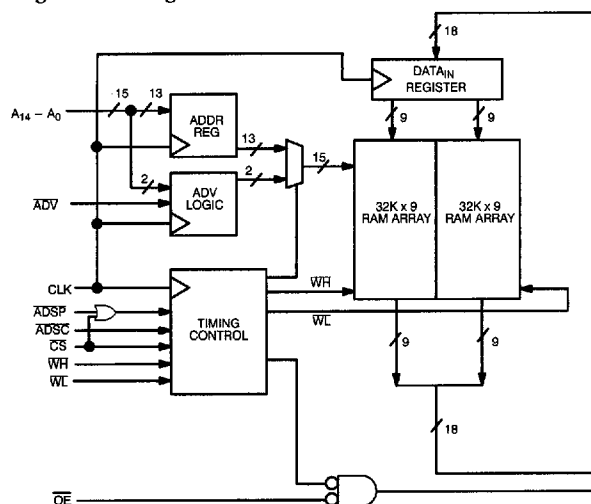 18
DATAIN
REGISTER
A14 – A0
15
13
ADDR
REG
13
9
9
15
2
ADV
LOGIC
2
ADV
32K x 9
RAM ARRAY
32K x 9
RAM ARRAY
CLK
ADSP
ADSC
CS
WH
WL
TIMING
CONTROL
WH
WL
9
9
18
OE